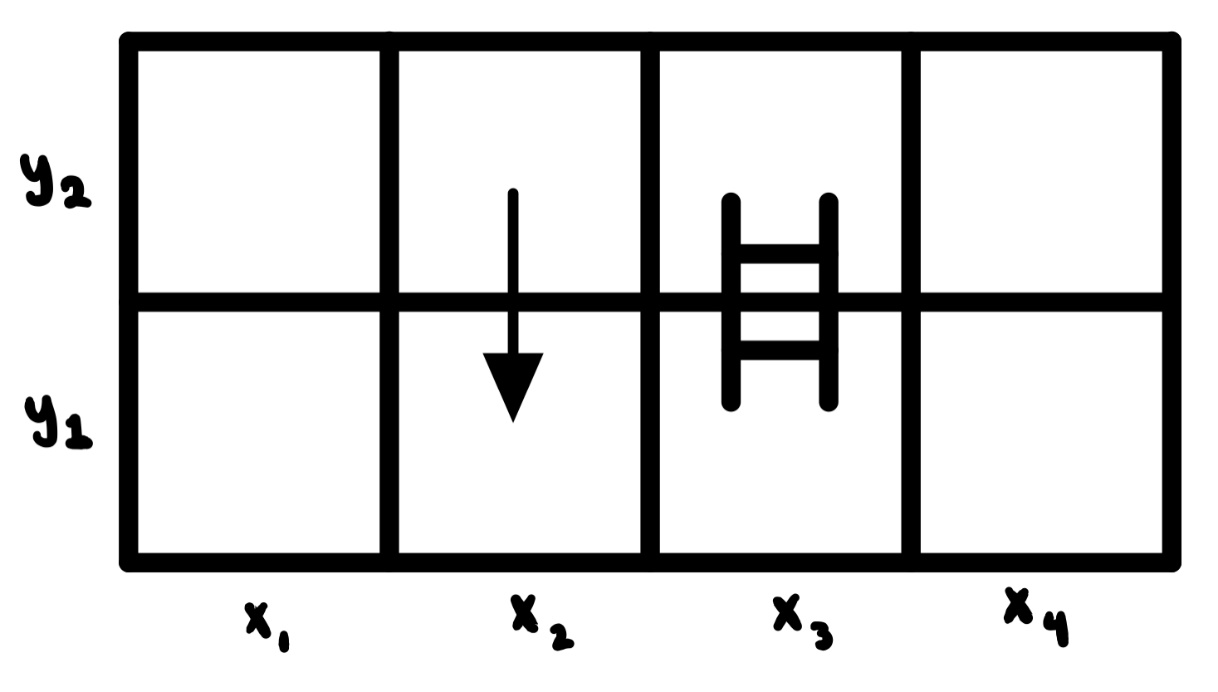 y₂
y₁
x₁ x₂ x₃ x₄